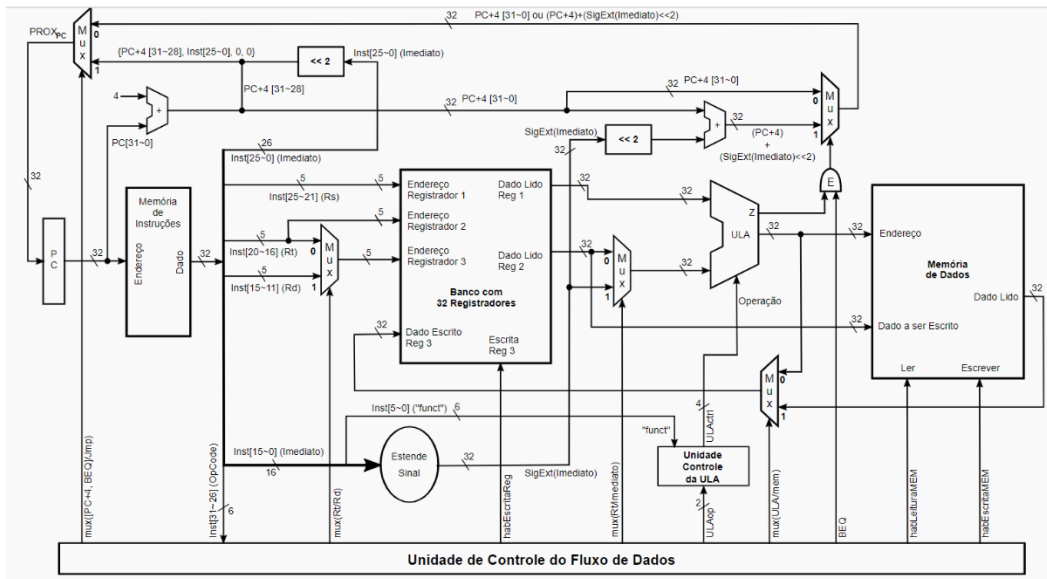 PC+4 [31~0] ou (PC+4)+(SigExt(Imediato)<<2)
32
PROX PC
Mux
0
1
{PC+4 [31~28], Inst[25~0], 0, 0}
<< 2
Inst[25~0] (Imediato)
PC+4 [31~28]
4
+
PC[31~0]
32
PC+4 [31~0]
32
PC+4 [31~0]
Mux
0
1
SigExt(Imediato)
32
<< 2
+
32
(PC+4)
+
(SigExt(Imediato)<<2)
26
Inst[25~0] (Imediato)
32
PC
32
Memória
de
Instruções
Endereço
Dado
32
5
5
Inst[25~21] (Rs)
5
5
Inst[20~16] (Rt)
5
Inst[15~11] (Rd)
Mux
0
1
5
Endereço
Registrador 1
Endereço
Registrador 2
Endereço
Registrador 3
Dado Lido
Reg 1
Dado Lido
Reg 2
Banco com
32 Registradores
32
Dado Escrito
Reg 3
Escrita
Reg 3
32
32
32
Mux
0
1
32
Z
ULA
Operação
32
E
32
Endereço
Memória
de Dados
32
Dado Lido
32
Dado a ser Escrito
Ler
Escrever
Mux
0
1
Inst[5~0] ("funct")
6
"funct"
4
ULActrl
Unidade
Controle
da ULA
Inst[15~0] (Imediato)
16
Estende
Sinal
32
SigExt(Imediato)
mux([PC+4, BEQ]/Jmp)
Inst[31~26] (OpCode)
6
mux(Rt/Rd)
habEscritaReg
mux(Rt/Imediato)
ULAop
2
mux(ULA/mem)
BEQ
habLeituraMEM
habEscritaMEM
Unidade de Controle do Fluxo de Dados